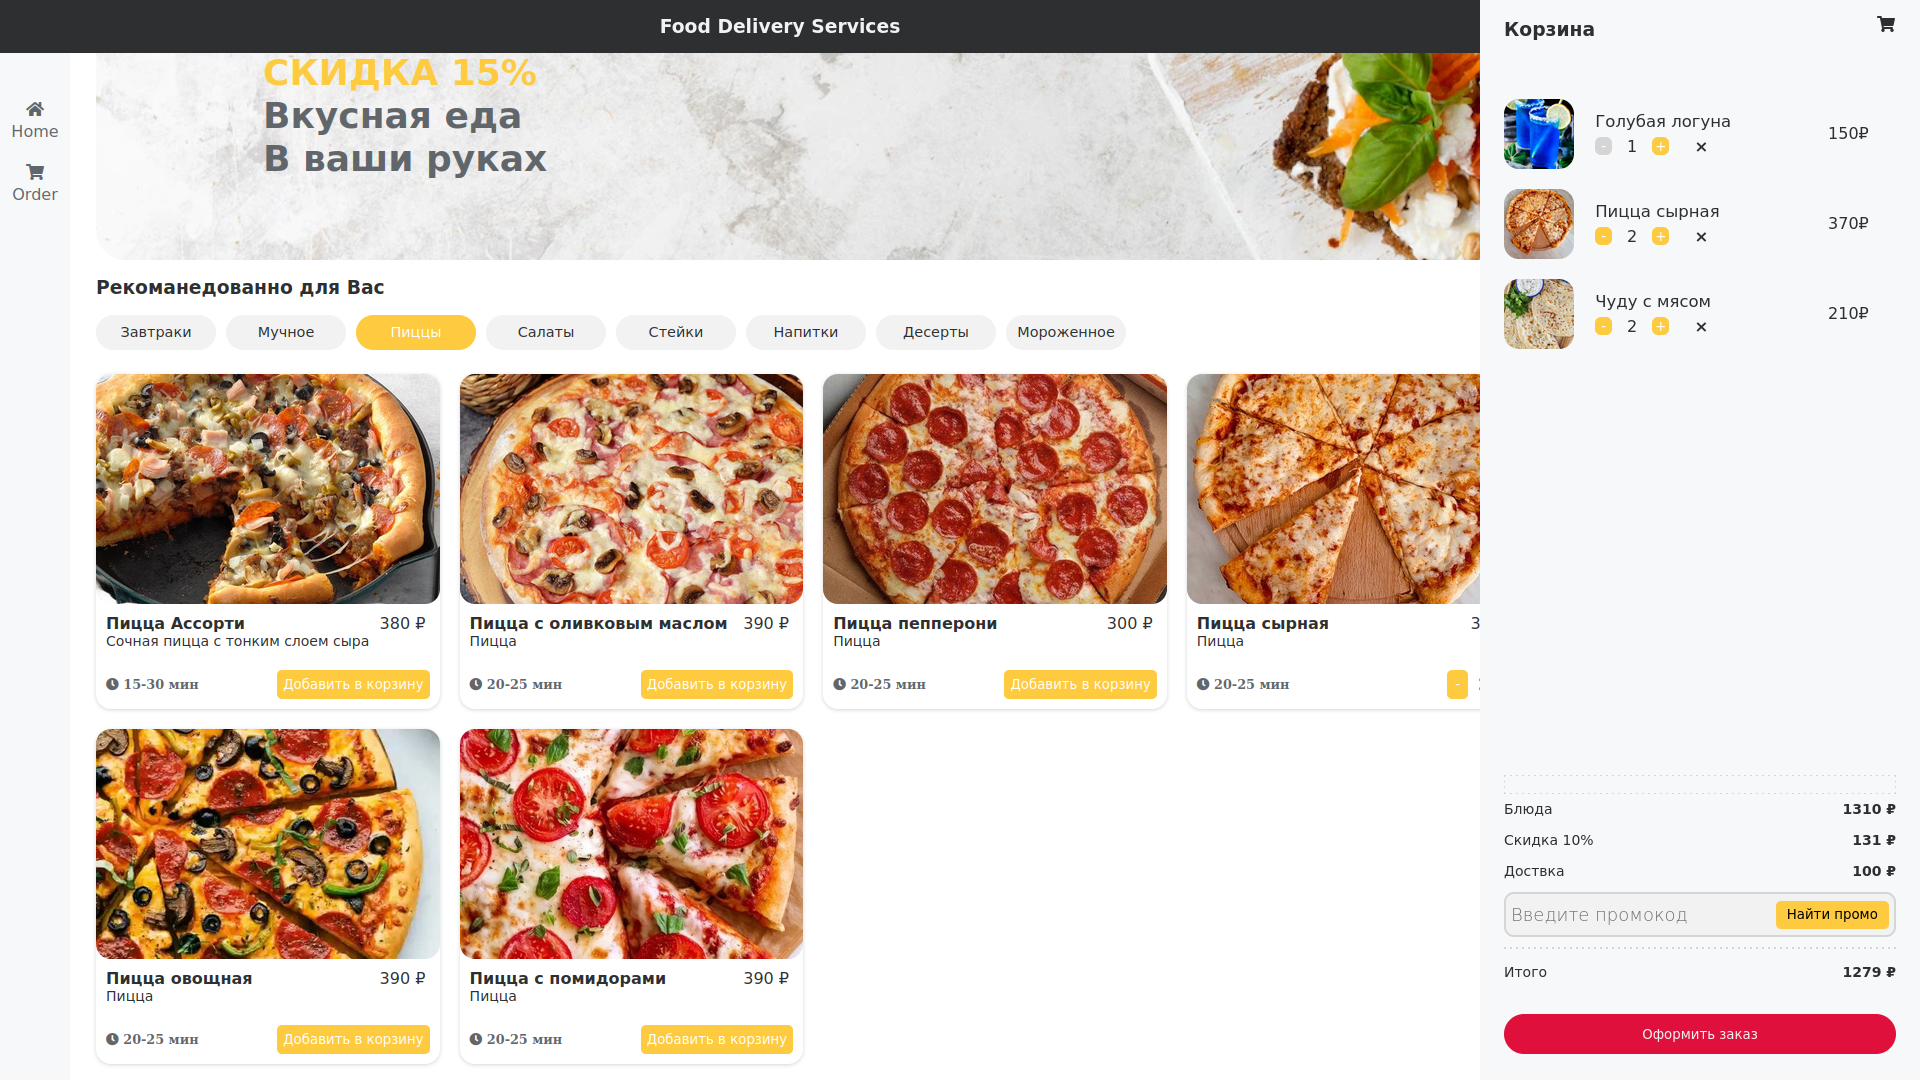 Food Delivery Services
Home
Order
СКИДКА 15%
Вкусная еда
В ваши руках
Рекоманедованно для Вас
Завтраки
Мучное
Пиццы
Салаты
Стейки
Напитки
Десерты
Мороженное
Пицца Ассорти 380 ₽
Сочная пицца с тонким слоем сыра
15-30 мин Добавить в корзину
Пицца с оливковым маслом 390 ₽
Пицца
20-25 мин Добавить в корзину
Пицца пепперони 300 ₽
Пицца
20-25 мин Добавить в корзину
Пицца сырная 3
Пицца
20-25 мин -
Пицца овощная 390 ₽
Пицца
20-25 мин Добавить в корзину
Пицца с помидорами 390 ₽
Пицца
20-25 мин Добавить в корзину
Корзина
Голубая логуна 150₽
- 1 + ×
Пицца сырная 370₽
- 2 + ×
Чуду с мясом 210₽
- 2 + ×
Блюда 1310 ₽
Скидка 10% 131 ₽
Доствка 100 ₽
Введите промокод Найти промо
Итого 1279 ₽
Оформить заказ